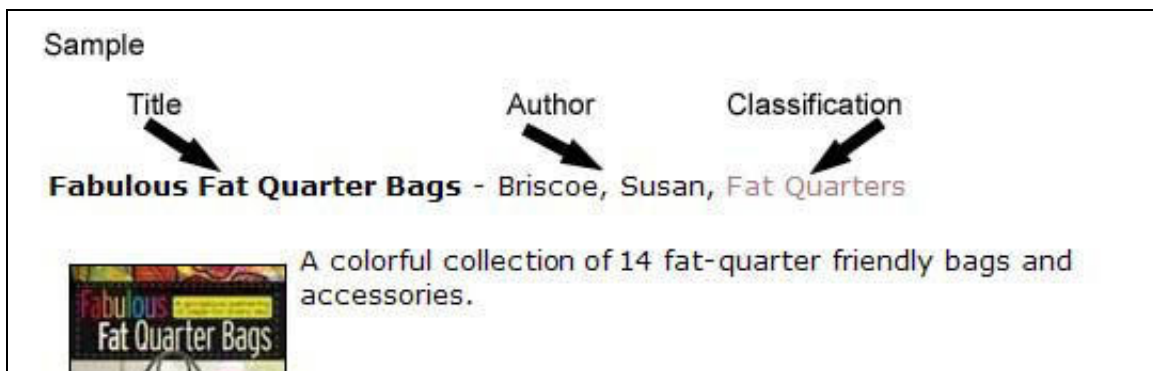 Sample
Title Author Classification
Fabulous Fat Quarter Bags - Briscoe, Susan, Fat Quarters
A colorful collection of 14 fat-quarter friendly bags and
accessories.
Fabulous
Fat Quarter Bags